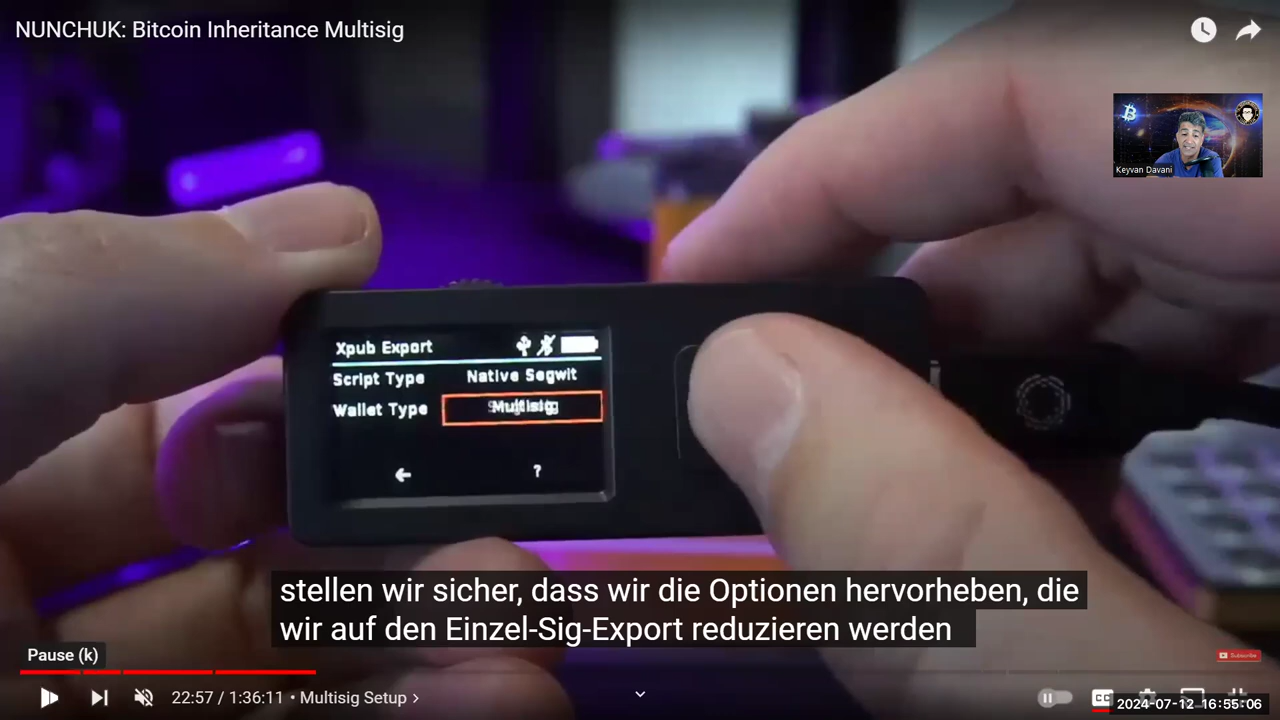 NUNCHUK: Bitcoin Inheritance Multisig
Keyvan Davani
Xpub Export
Script Type Native Segwit
Wallet Type Multisig
?
stellen wir sicher, dass wir die Optionen hervorheben, die
wir auf den Einzel-Sig-Export reduzieren werden
Pause (k)
Subscribe
22:57 / 1:36:11 • Multisig Setup
CC
2024-07-12 16:55:06